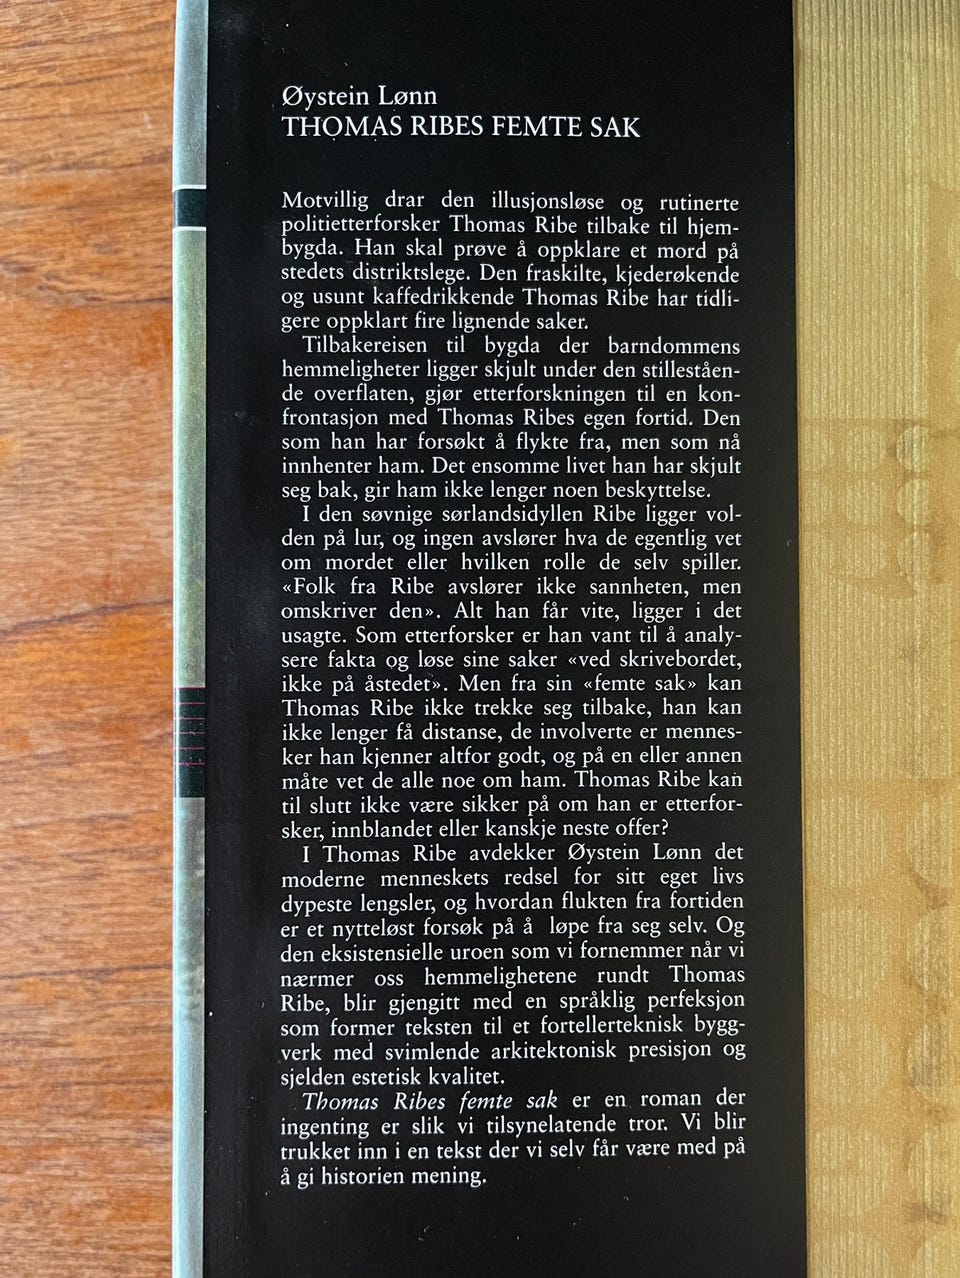 Øystein Lønn
THOMAS RIBES FEMTE SAK
Motvillig drar den illusjonsløse og rutinerte
politietterforsker Thomas Ribe tilbake til hjem-
bygda. Han skal prøve å oppklare et mord på
stedets distriktslege. Den fraskilte, kjederøkende
og usunt kaffedrikkende Thomas Ribe har tidli-
gere oppklart fire lignende saker.
Tilbakereisen til bygda der barndommens
hemmeligheter ligger skjult under den stilleståen-
de overflaten, gjør etterforskningen til en kon-
frontasjon med Thomas Ribes egen fortid. Den
som han har forsøkt å flykte fra, men som nå
innhenter ham. Det ensomme livet han har skjult
seg bak, gir ham ikke lenger noen beskyttelse.
I den søvnige sørlandsidyllen Ribe ligger vol-
den på lur, og ingen avslører hva de egentlig vet
om mordet eller hvilken rolle de selv spiller.
«Folk fra Ribe avslører ikke sannheten, men
omskriver den». Alt han får vite, ligger i det
usagte. Som etterforsker er han vant til å analy-
sere fakta og løse sine saker «ved skrivebordet,
ikke på åstedet». Men fra sin «femte sak» kan
Thomas Ribe ikke trekke seg tilbake, han kan
ikke lenger få distanse, de involverte er mennes-
ker han kjenner altfor godt, og på en eller annen
måte vet de alle noe om ham. Thomas Ribe kan
til slutt ikke være sikker på om han er etterfor-
sker, innblandet eller kanskje neste offer?
I Thomas Ribe avdekker Øystein Lønn det
moderne menneskets redsel for sitt eget livs
dypeste lengsler, og hvordan flukten fra fortiden
er et nytteløst forsøk på å løpe fra seg selv. Og
den eksistensielle uroen som vi fornemmer når vi
nærmer oss hemmelighetene rundt Thomas
Ribe, blir gjengitt med en språklig perfeksjon
som former teksten til et fortellerteknisk bygg-
verk med svimlende arkitektonisk presisjon og
sjelden estetisk kvalitet.
Thomas Ribes femte sak er en roman der
ingenting er slik vi tilsynelatende tror. Vi blir
trukket inn i en tekst der vi selv får være med på
å gi historien mening.